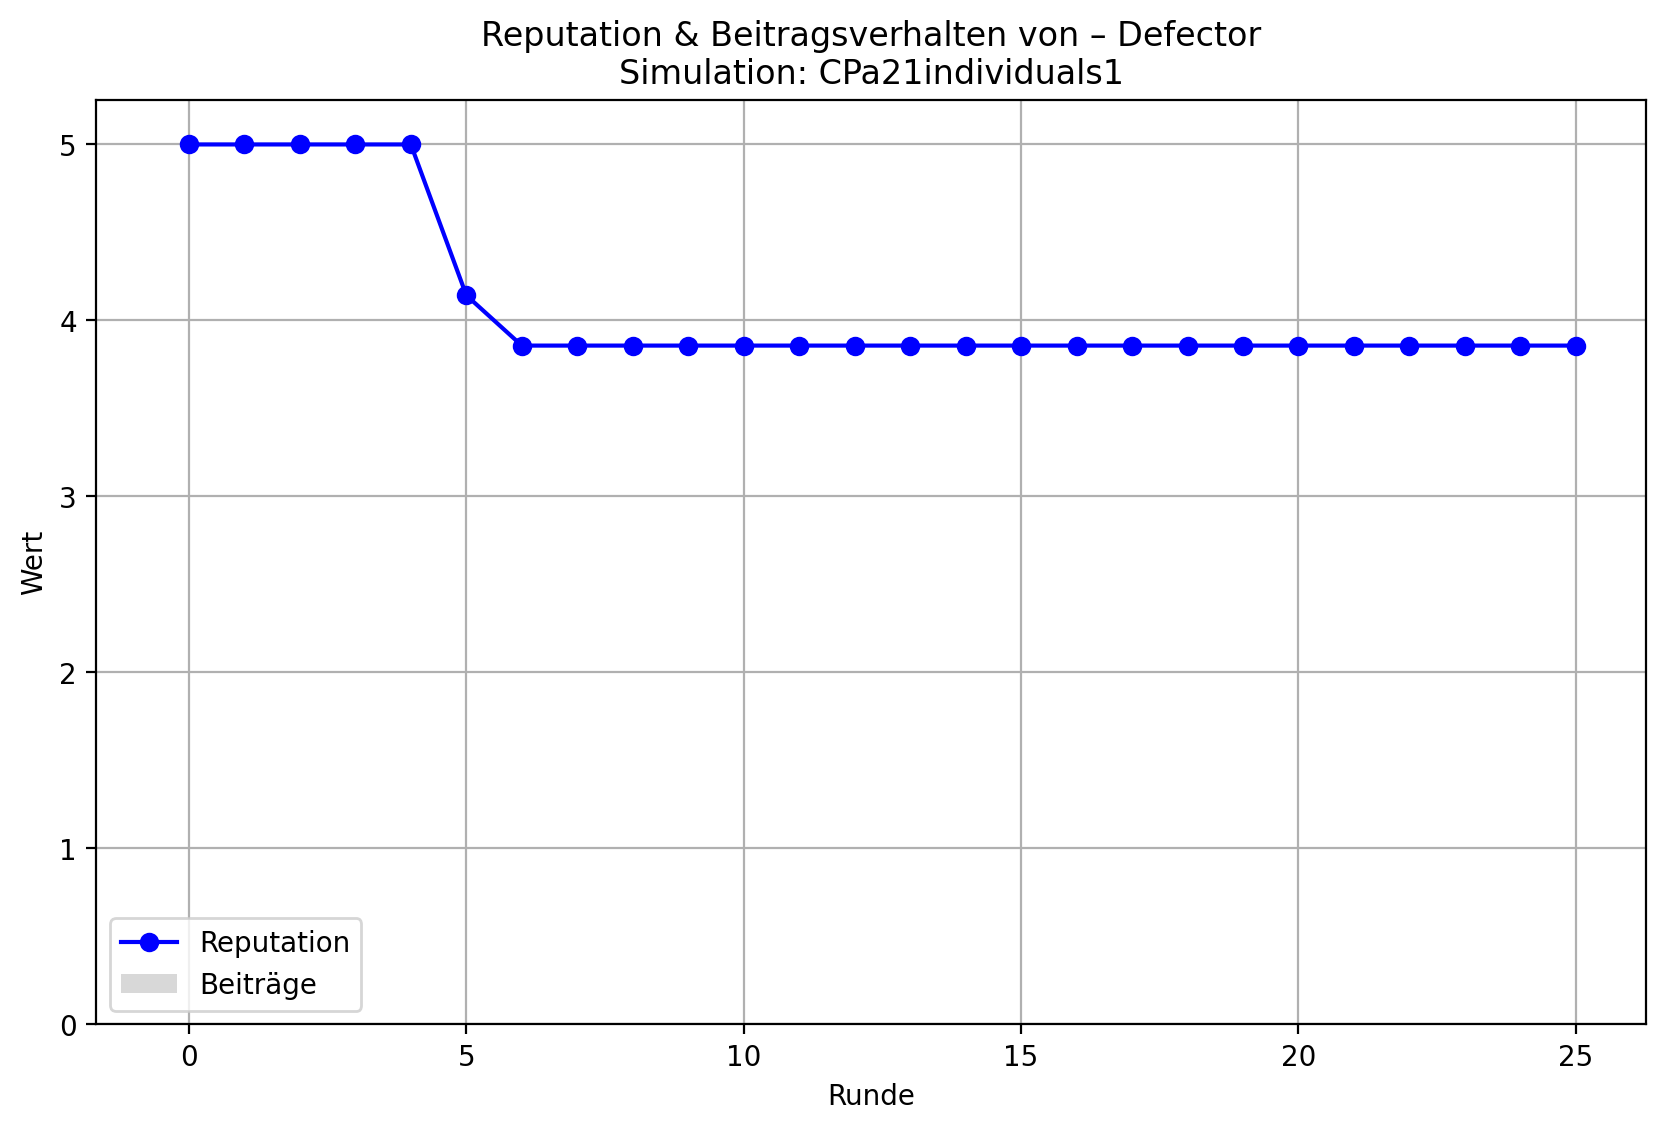 Reputation & Beitragsverhalten von – Defector
Simulation: CPa21individuals1
5
4
3
2
1
0
Wert
Reputation
Beiträge
0 5 10 15 20 25
Runde